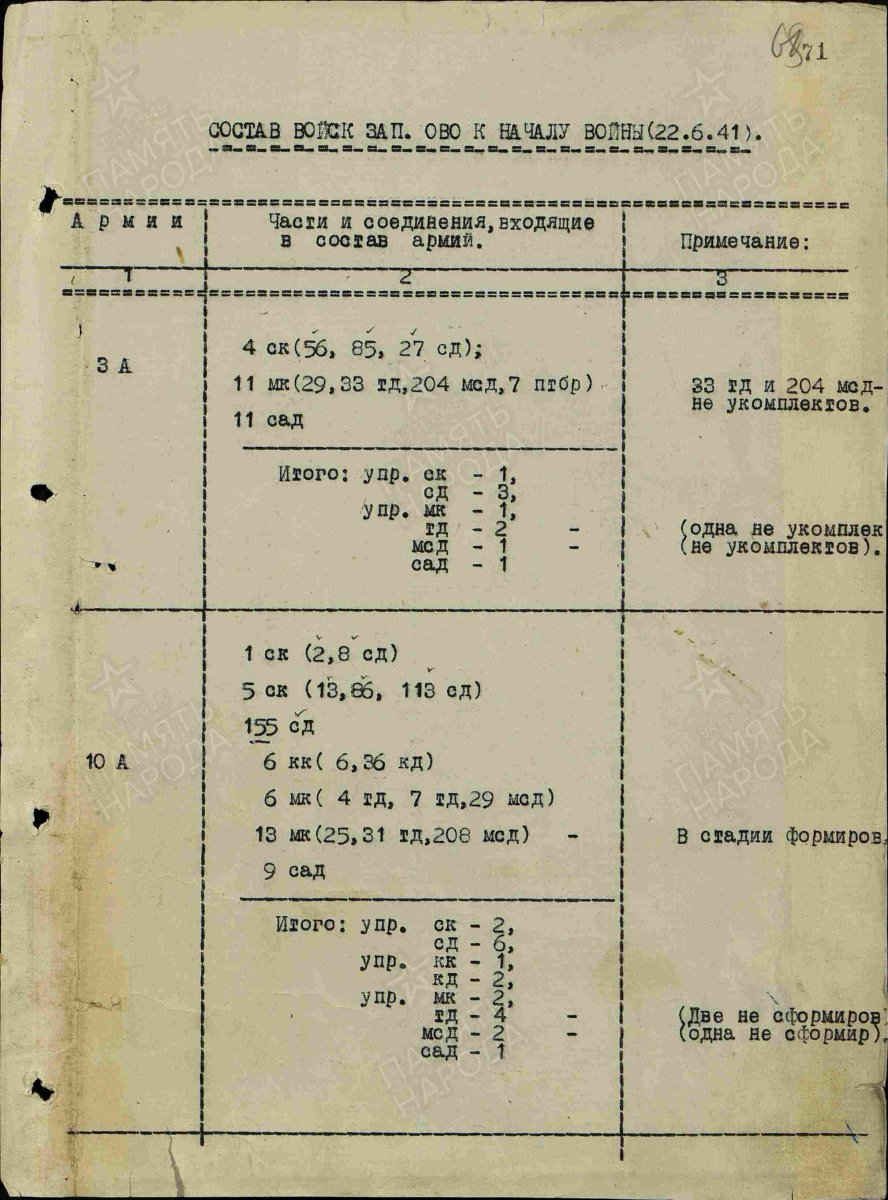 68 71
СОСТАВ ВОЙСК ЗАП. ОВО К НАЧАЛУ ВОЙНЫ(22.6.41).
Армии
Части и соединения,входящие
в состав армий.
Примечание:
1
2
3
3 А
4 ск(56, 85, 27 сд);
11 мк(29,33 тд,204 мсд,7 птбр)
33 тд и 204 мсд-
не укомплектов.
11 сад
Итого: упр. ск - 1,
сд - 3,
упр. мк - 1,
тд - 2 - (одна не укомплек
мсд - 1 - (не укомплектов).
сад - 1
10 А
1 ск (2,8 сд)
5 ск (13,86, 113 сд)
155 сд
6 кк( 6,36 кд)
6 мк( 4 тд, 7 тд,29 мсд)
13 мк(25,31 тд,208 мсд) - В стадии формиров.
9 сад
Итого: упр. ск - 2,
сд - 6,
упр. кк - 1,
кд - 2,
упр. мк - 2,
тд - 4 - (Две не сформиров
мсд - 2 - (одна не сформир).
сад - 1
ПАМЯТЬ
НАРОДА